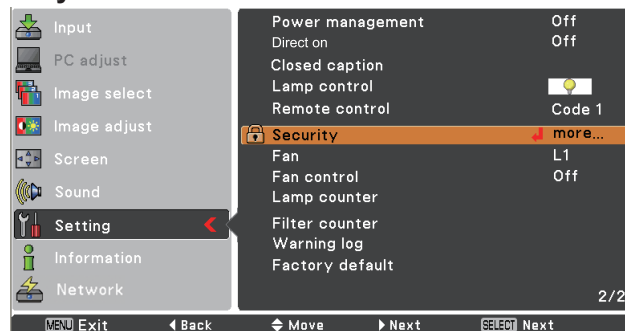 Input
PC adjust
Image select
Image adjust
Screen
Sound
Setting
Information
Network
Power management Off
Direct on Off
Closed caption
Lamp control
Remote control Code 1
Security more...
Fan L1
Fan control Off
Lamp counter
Filter counter
Warning log
Factory default
2/2
MENU Exit Back Move Next SELECT Next